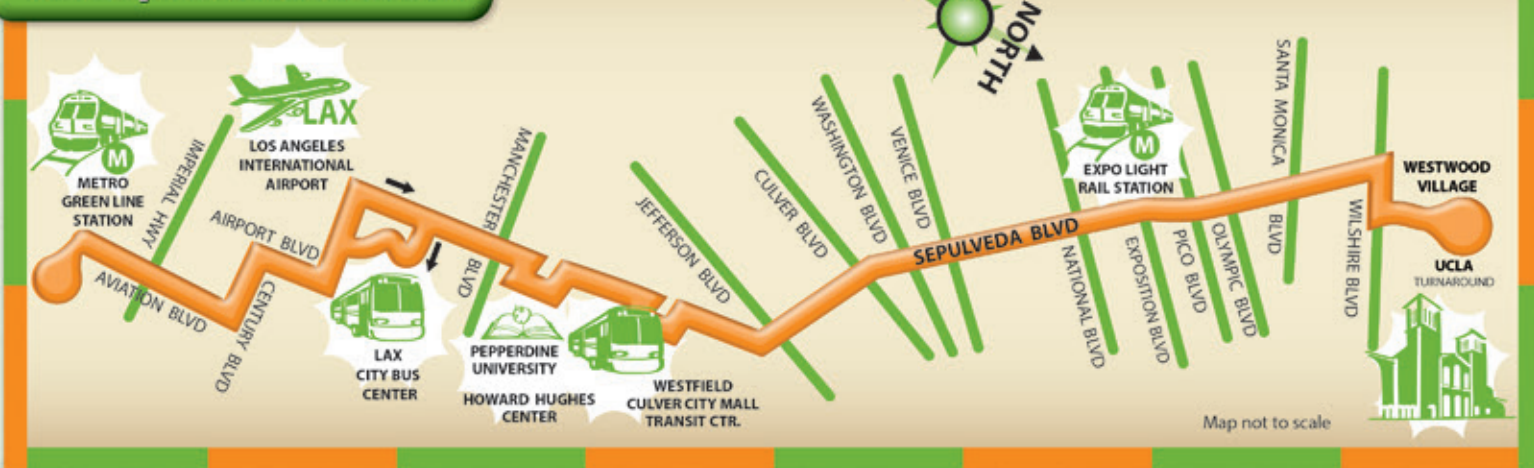 NORTH
METRO
GREEN LINE
STATION
M
IMPERIAL HWY
LAX
LOS ANGELES
INTERNATIONAL
AIRPORT
AVIATION BLVD
CENTURY BLVD
AIRPORT BLVD
LAX
CITY BUS
CENTER
MANCHESTER BLVD
PEPPERDINE
UNIVERSITY
HOWARD HUGHES
CENTER
WESTFIELD
CULVER CITY MALL
TRANSIT CTR.
JEFFERSON BLVD
CULVER BLVD
WASHINGTON BLVD
VENICE BLVD
SEPULVEDA BLVD
NATIONAL BLVD
M
EXPO LIGHT
RAIL STATION
EXPOSITION BLVD
PICO BLVD
OLYMPIC BLVD
SANTA MONICA BLVD
WILSHIRE BLVD
WESTWOOD
VILLAGE
UCLA
TURNAROUND
Map not to scale